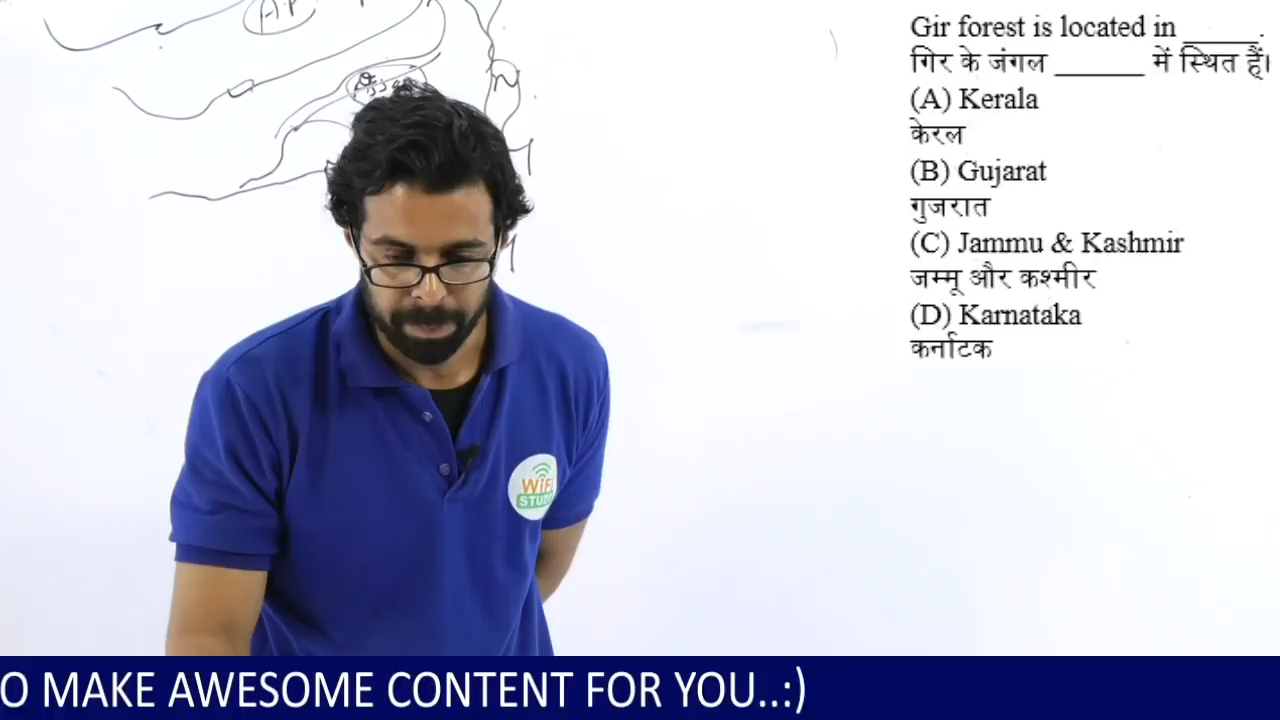 A.P.
Gir forest is located in _____.
गिर के जंगल ______ में स्थित हैं।
(A) Kerala
केरल
(B) Gujarat
गुजरात
(C) Jammu & Kashmir
जम्मू और कश्मीर
(D) Karnataka
कर्नाटक
WiFi
STUDY
O MAKE AWESOME CONTENT FOR YOU..:)